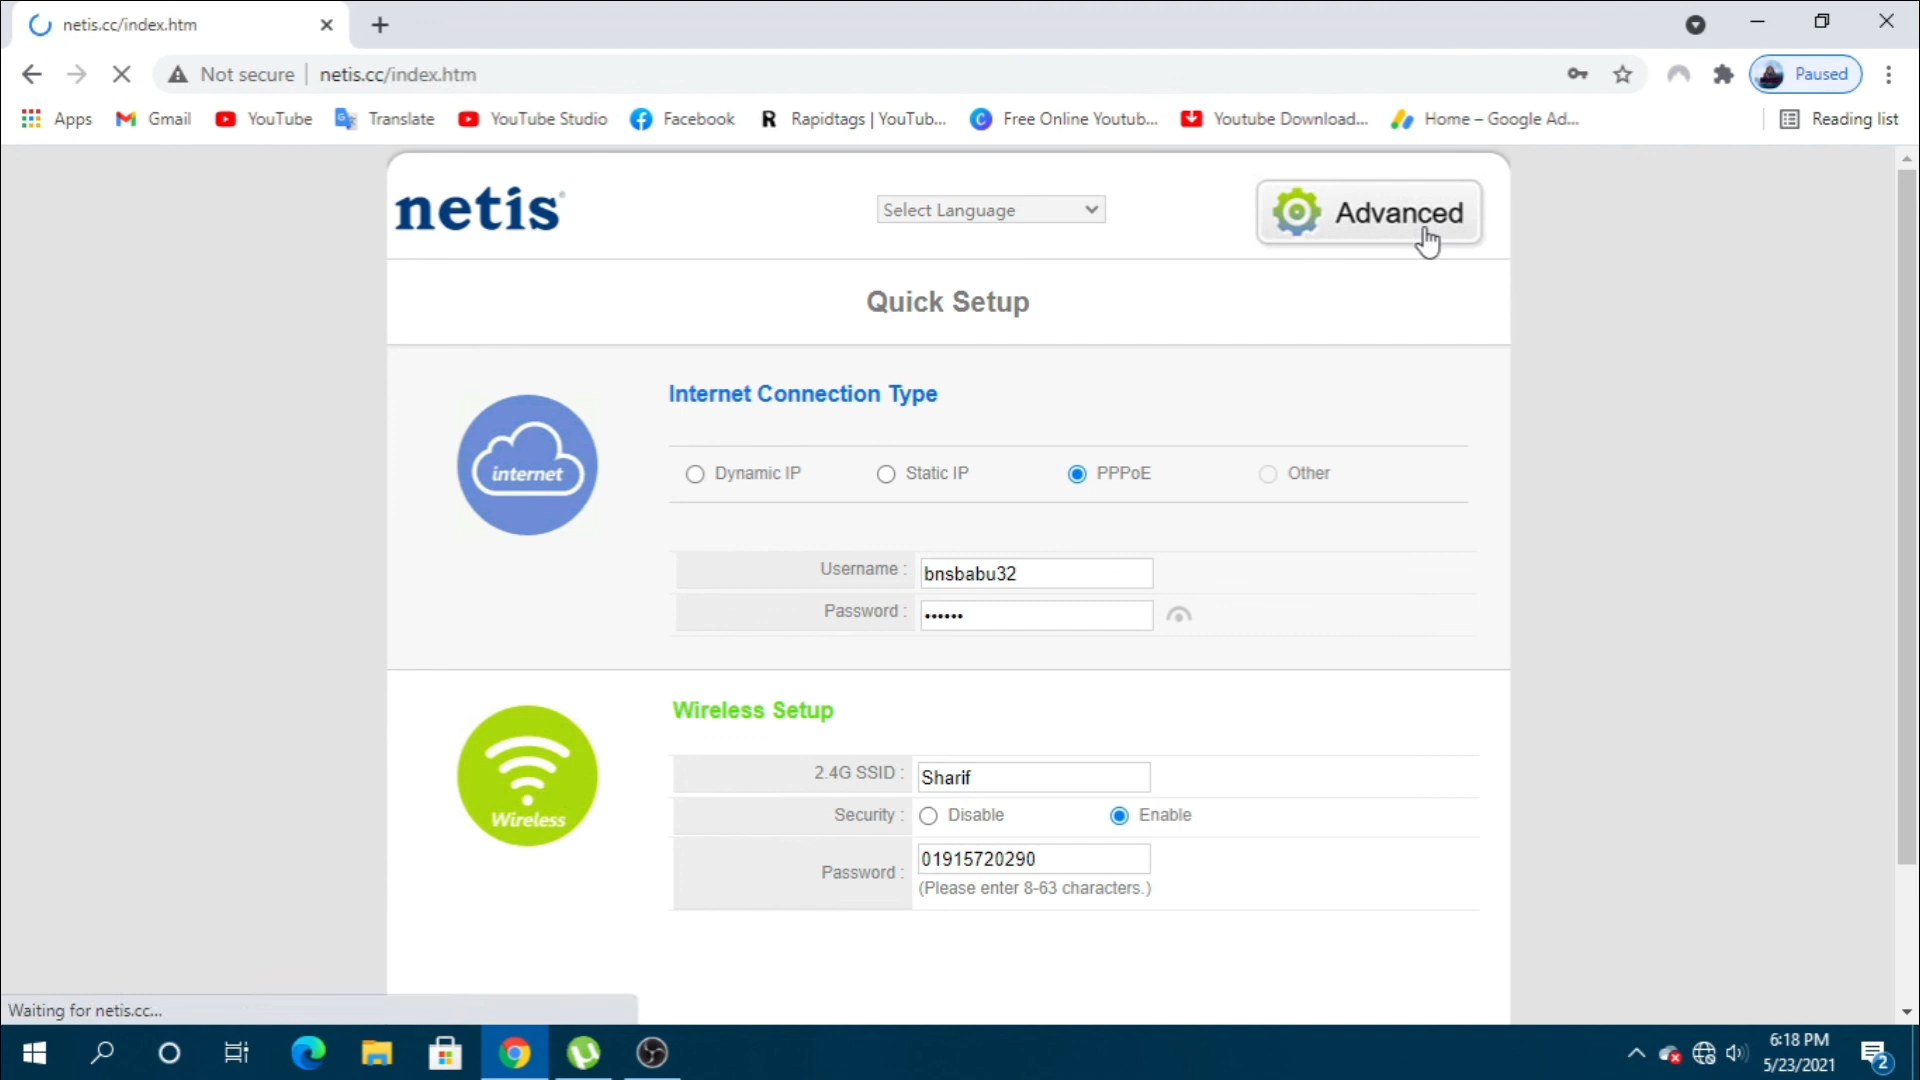 netis.cc/index.htm
Not secure | netis.cc/index.htm
Paused
Apps Gmail YouTube Translate YouTube Studio Facebook R Rapidtags | YouTub... C Free Online Youtub... Youtube Download... Home – Google Ad... Reading list
netis®
Select Language
Advanced
Quick Setup
Internet Connection Type
internet
Dynamic IP Static IP PPPoE Other
Username : bnsbabu32
Password : ••••••
Wireless Setup
Wireless
2.4G SSID : Sharif
Security : Disable Enable
Password : 01915720290
(Please enter 8-63 characters.)
Waiting for netis.cc...
6:18 PM
5/23/2021
2